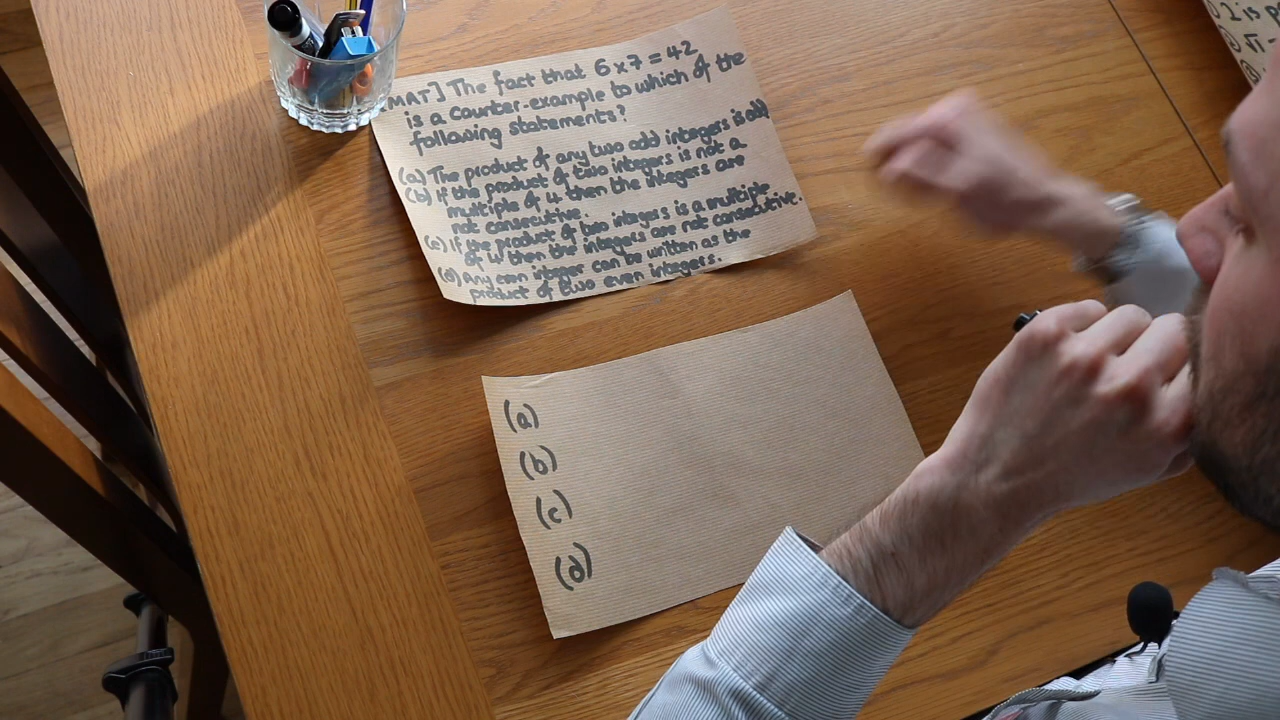 [MAT] The fact that 6 x 7 = 42
is a counter-example to which of the
following statements?
(a) The product of any two odd integers is odd
(b) If the product of two integers is not a
multiple of 4 then the integers are
not consecutive.
(c) If the product of two integers is a multiple
of 4 then the integers are not consecutive.
(d) Any even integer can be written as the
product of two even integers.
(a)
(b)
(c)
(d)
2 is